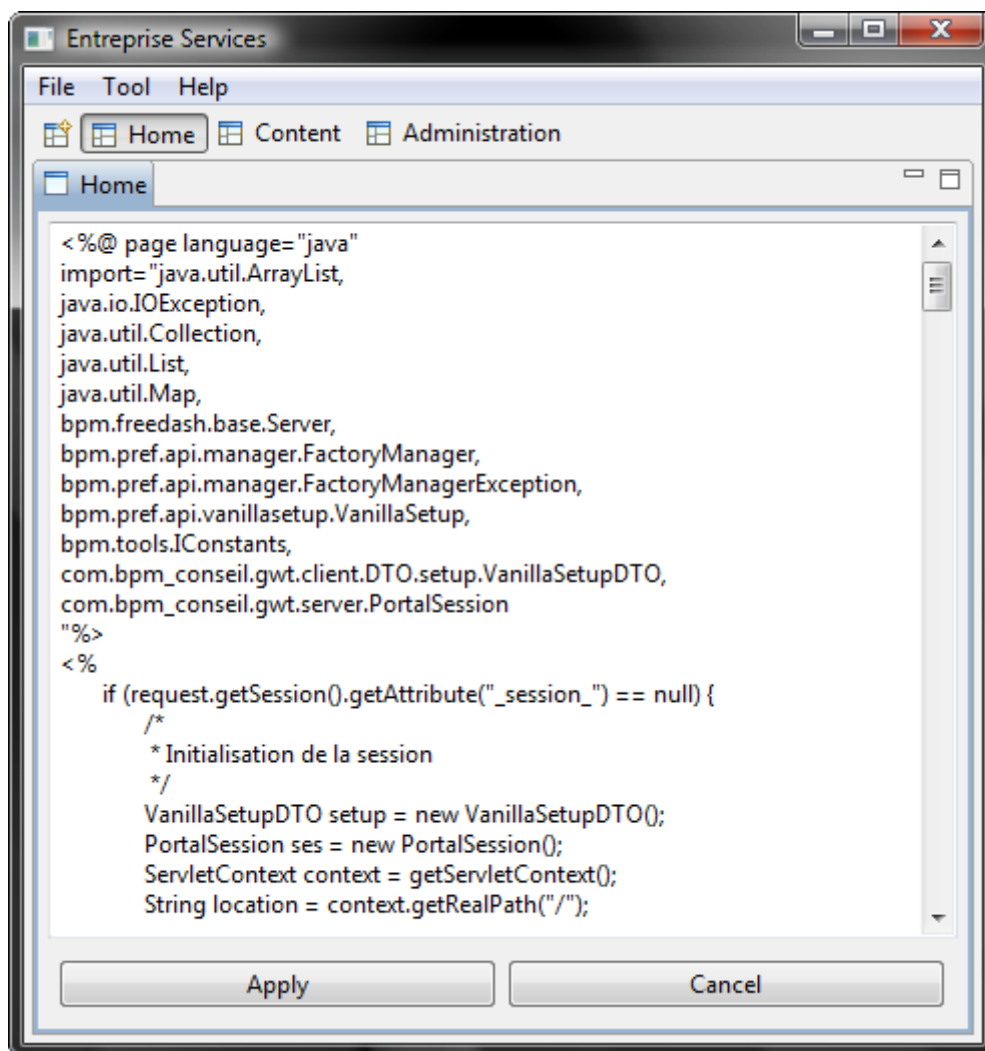 Entreprise Services
File Tool Help
Home Content Administration
Home
<%@ page language="java"
import="java.util.ArrayList,
java.io.IOException,
java.util.Collection,
java.util.List,
java.util.Map,
bpm.freedash.base.Server,
bpm.pref.api.manager.FactoryManager,
bpm.pref.api.manager.FactoryManagerException,
bpm.pref.api.vanillasetup.VanillaSetup,
bpm.tools.IConstants,
com.bpm_conseil.gwt.client.DTO.setup.VanillaSetupDTO,
com.bpm_conseil.gwt.server.PortalSession
"%>
<%
if (request.getSession().getAttribute("_session_") == null) {
/*
* Initialisation de la session
*/
VanillaSetupDTO setup = new VanillaSetupDTO();
PortalSession ses = new PortalSession();
ServletContext context = getServletContext();
String location = context.getRealPath("/");
Apply Cancel